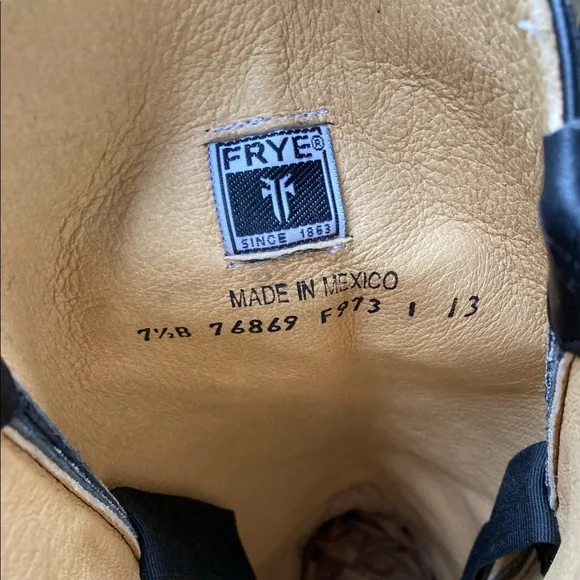 FRYE®
SINCE 1863
MADE IN MEXICO
7½B 76869 F973 1 13